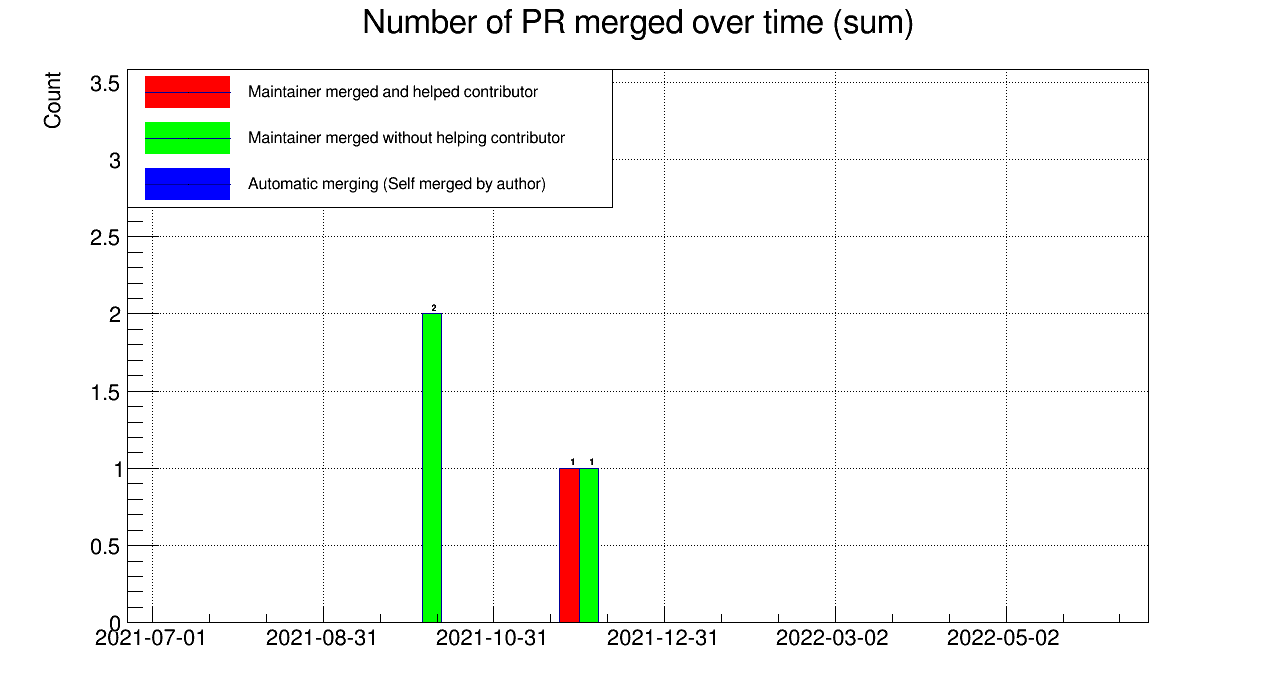 Number of PR merged over time (sum)
Count
Maintainer merged and helped contributor
Maintainer merged without helping contributor
Automatic merging (Self merged by author)
3.5
3
2.5
2
1.5
1
0.5
0
2
1 1
2021-07-01 2021-08-31 2021-10-31 2021-12-31 2022-03-02 2022-05-02